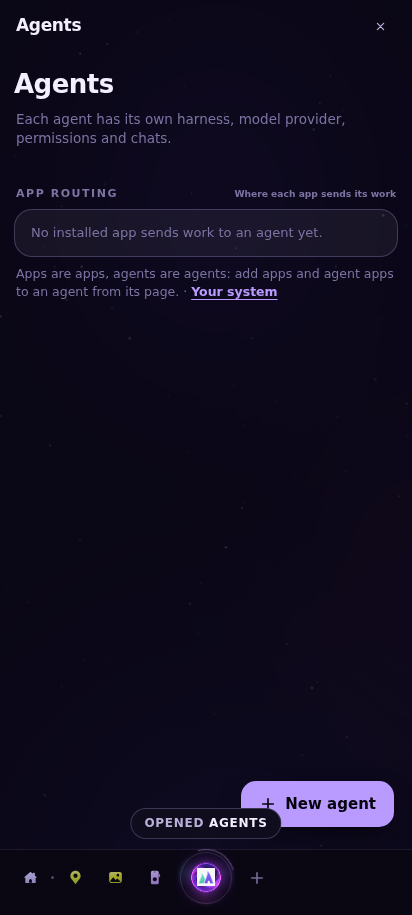 Agents
Agents
Each agent has its own harness, model provider,
permissions and chats.
APP ROUTING
Where each app sends its work
No installed app sends work to an agent yet.
Apps are apps, agents are agents: add apps and agent apps
to an agent from its page. · Your system
New agent
OPENED AGENTS